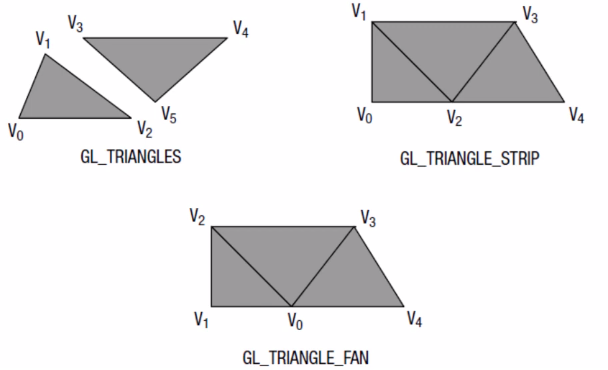 V₃ V₄ V₁ V₃
V₁
V₅
V₀ V₂ V₀ V₂ V₄
GL_TRIANGLES GL_TRIANGLE_STRIP
V₂ V₃
V₁ V₀ V₄
GL_TRIANGLE_FAN